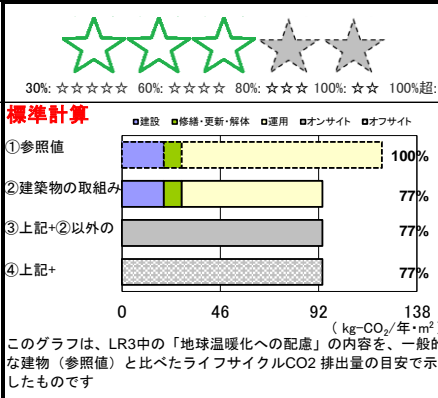 30%: ☆☆☆☆☆ 60%: ☆☆☆☆ 80%: ☆☆☆ 100%: ☆☆ 100%超:
標準計算
■建設 ■修繕・更新・解体 □運用 ■オンサイト ■オフサイト
①参照値 100%
②建築物の取組み 77%
③上記+②以外の 77%
④上記+ 77%
0 46 92 138
( kg-CO₂/年・m²)
このグラフは、LR3中の「地球温暖化への配慮」の内容を、一般的
な建物（参照値）と比べたライフサイクルCO2 排出量の目安で示
したものです